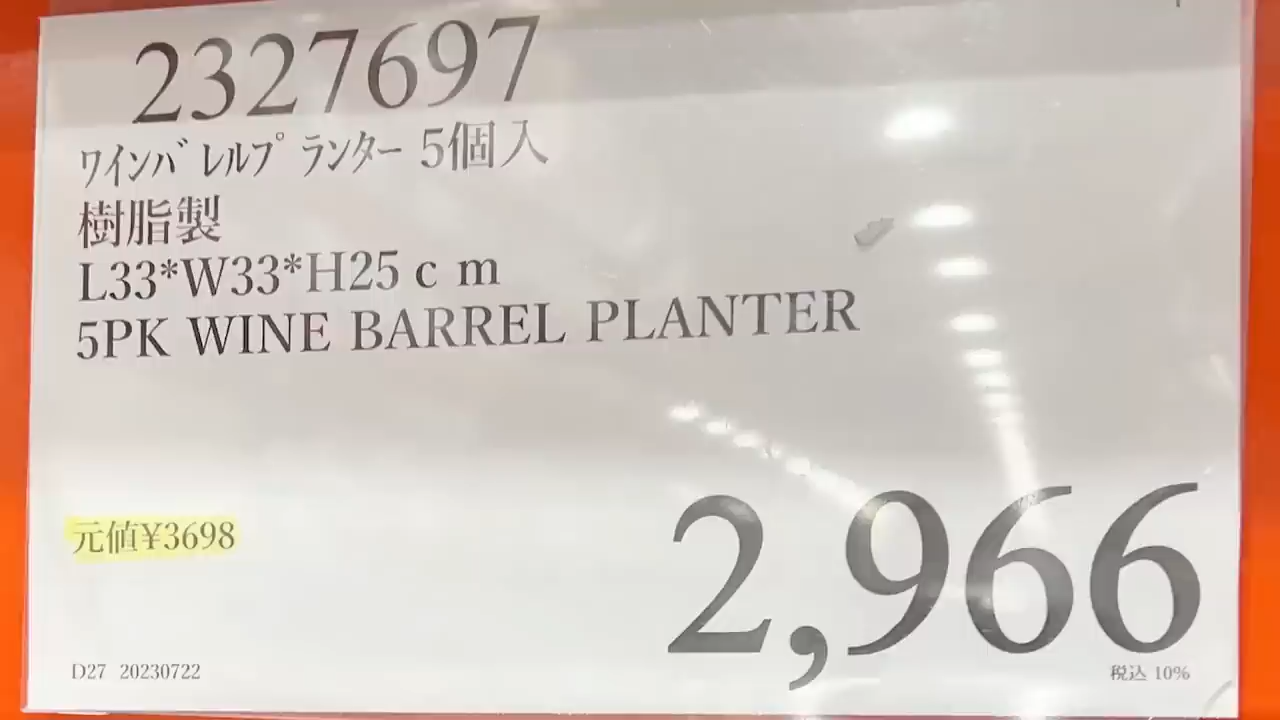 2327697
ﾜｲﾝﾊﾞﾚﾙﾌﾟﾗﾝﾀｰ 5個入
樹脂製
L33*W33*H25ｃｍ
5PK WINE BARREL PLANTER
元値¥3698
2,966
D27 20230722
税込 10%